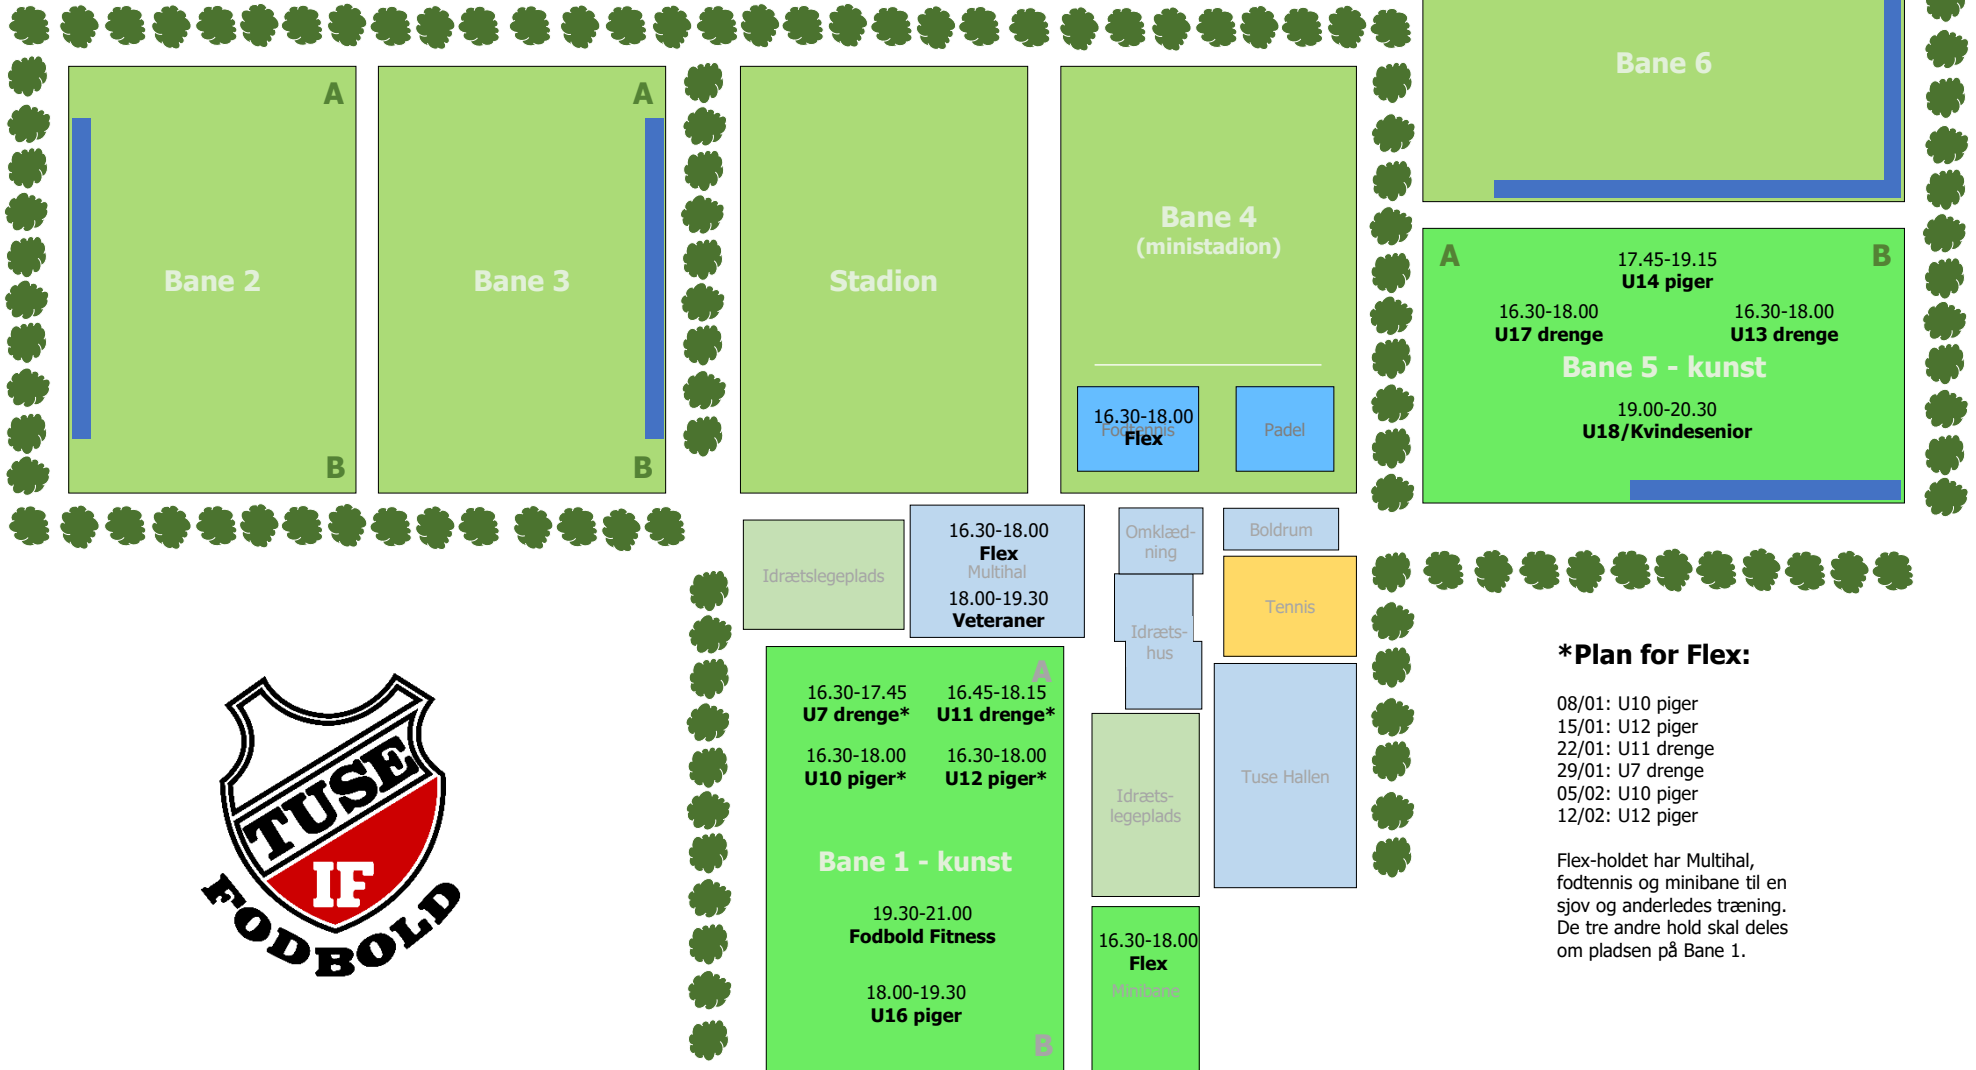 A
Bane 2
B
A
Bane 3
B
Stadion
Bane 4
(ministadion)
16.30-18.00
Fodtennis
Flex
Padel
Bane 6
A
B
17.45-19.15
U14 piger
16.30-18.00
U17 drenge
16.30-18.00
U13 drenge
Bane 5 - kunst
19.00-20.30
U18/Kvindesenior
Idrætslegeplads
16.30-18.00
Flex
Multihal
18.00-19.30
Veteraner
Omklæd-
ning
Boldrum
Tennis
Idræts-
hus
Tuse Hallen
Idræts-
legeplads
A
16.30-17.45
U7 drenge*
16.45-18.15
U11 drenge*
16.30-18.00
U10 piger*
16.30-18.00
U12 piger*
Bane 1 - kunst
19.30-21.00
Fodbold Fitness
18.00-19.30
U16 piger
B
16.30-18.00
Flex
Minibane
TUSE
IF
FODBOLD
*Plan for Flex:
08/01: U10 piger
15/01: U12 piger
22/01: U11 drenge
29/01: U7 drenge
05/02: U10 piger
12/02: U12 piger
Flex-holdet har Multihal,
fodtennis og minibane til en
sjov og anderledes træning.
De tre andre hold skal deles
om pladsen på Bane 1.